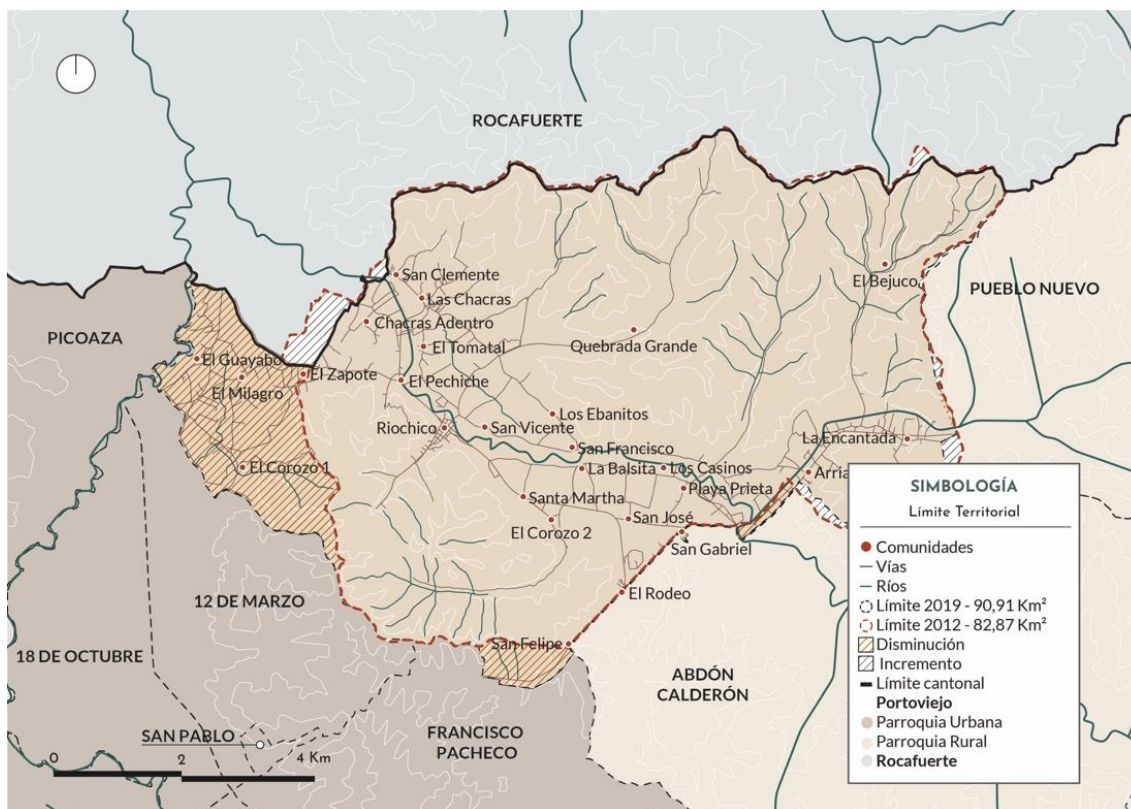 ROCAFUERTE
San Clemente
Las Chacras
El Bejuco
PUEBLO NUEVO
Chacras Adentro
PICOAZA
El Tomatal
Quebrada Grande
El Guayabo
El Zapote
El Pechiche
El Milagro
Los Ebanitos
Riochico
San Vicente
La Encantada
San Francisco
El Corozo 1
La Balsita
Los Casinos
Arria
Playa Prieta
Santa Martha
San José
El Corozo 2
San Gabriel
El Rodeo
12 DE MARZO
San Felipe
18 DE OCTUBRE
ABDÓN
CALDERÓN
FRANCISCO
PACHECO
SAN PABLO
0 2 4 Km
SIMBOLOGÍA
Límite Territorial
Comunidades
Vías
Ríos
Límite 2019 - 90,91 Km²
Límite 2012 - 82,87 Km²
Disminución
Incremento
Límite cantonal
Portoviejo
Parroquia Urbana
Parroquia Rural
Rocafuerte